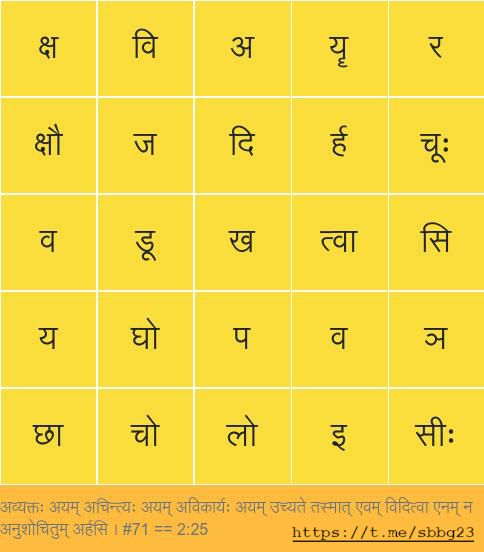 क्ष वि अ यॄ र
क्षौ ज दि र्ह चूः
व डू ख त्वा सि
य घो प व ञ
छा चो लो इ सीः
अव्यक्तः अयम् अचिन्त्यः अयम् अविकार्यः अयम् उच्यते तस्मात् एवम् विदित्वा एनम् न
अनुशोचितुम् अर्हसि । #71 == 2:25
https://t.me/sbbg23